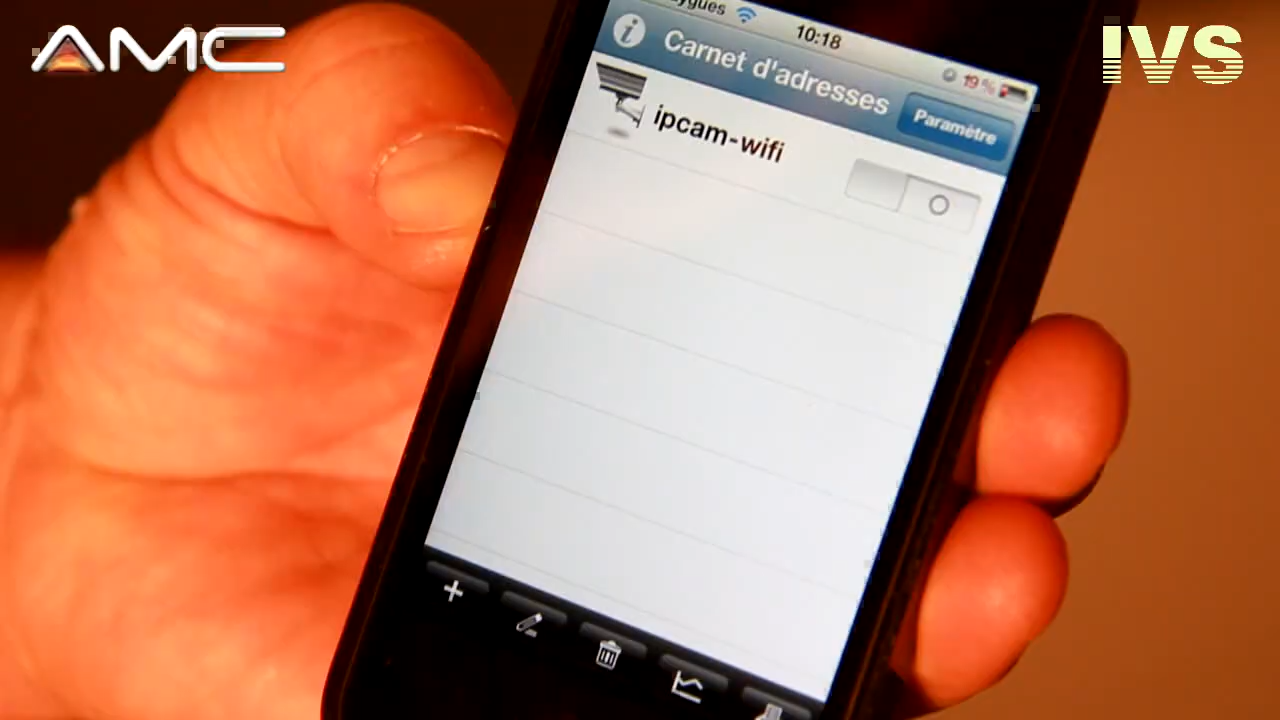 AMC
IVS
10:18
19%
Carnet d'adresses
Paramètre
ipcam-wifi